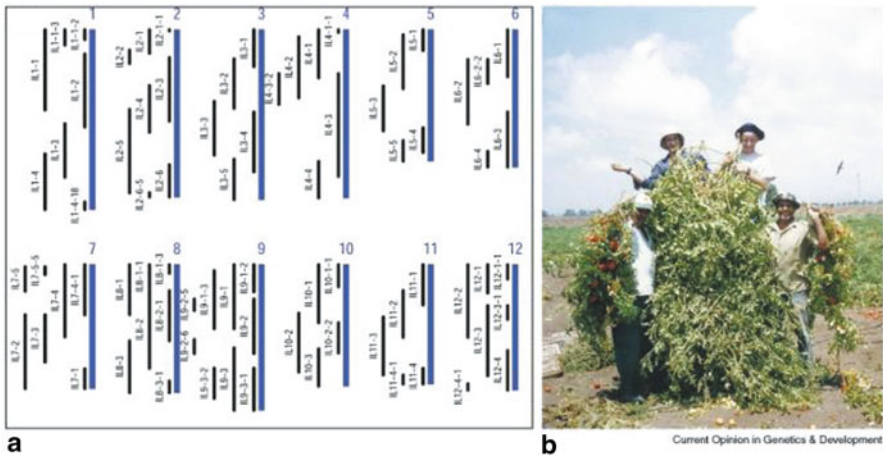 1
IL1-1
IL1-1-3
IL1-1-2
IL1-2
IL1-3
IL1-4
IL1-4-18
2
IL2-1
IL2-1-1
IL2-2
IL2-3
IL2-4
IL2-5
IL2-6
IL2-6-5
3
IL3-1
IL3-2
IL3-3
IL3-4
IL3-5
4
IL4-1
IL4-1-1
IL4-2
IL4-3-2
IL4-3
IL4-4
5
IL5-1
IL5-2
IL5-3
IL5-4
IL5-5
6
IL6-1
IL6-2-2
IL6-2
IL6-3
IL6-4
7
IL7-5
IL7-5-5
IL7-4
IL7-4-1
IL7-2
IL7-3
IL7-1
8
IL8-1
IL8-1-1
IL8-1-3
IL8-2
IL8-2-1
IL8-3
IL8-3-1
9
IL9-2-5
IL9-1-3
IL9-1
IL9-1-2
IL9-2-6
IL9-2
IL9-3-2
IL9-3
IL9-3-1
10
IL10-1
IL10-1-1
IL10-2
IL10-2-2
IL10-3
11
IL11-1
IL11-2
IL11-3
IL11-4-1
IL11-4
12
IL12-2
IL12-1
IL12-1-1
IL12-3
IL12-3-1
IL12-4
IL12-4-1
a
b
Current Opinion in Genetics & Development